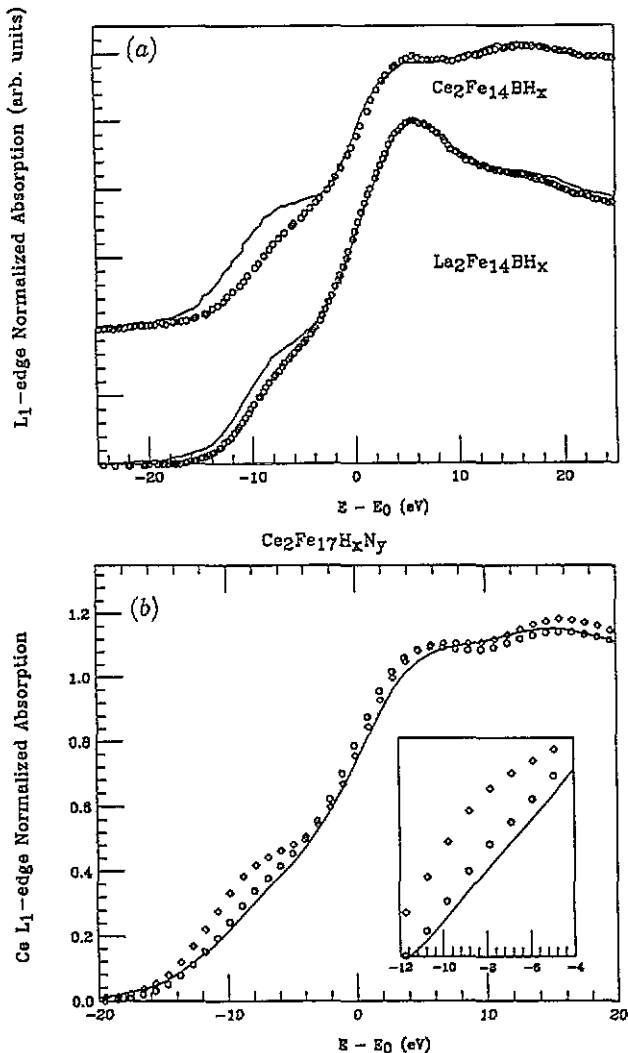 (a)
L1-edge Normalized Absorption (arb. units)
Ce2Fe14BHx
La2Fe14BHx
-20 -10 0 10 20
E - E0 (eV)
Ce2Fe17HxNy
(b)
Ce L1-edge Normalized Absorption
1.2
1.0
0.8
0.6
0.4
0.2
0.0
-12 -10 -8 -6 -4
-20 -10 0 10 20
E - E0 (eV)